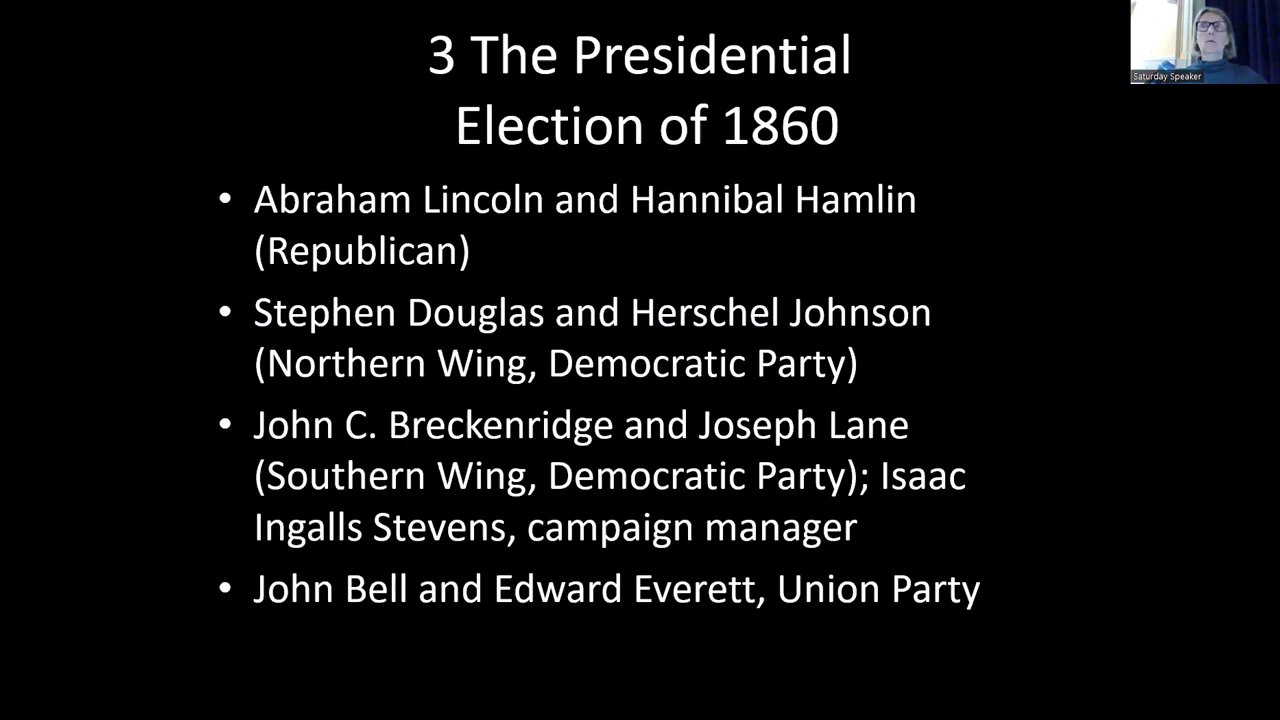 3 The Presidential
Election of 1860
Saturday Speaker
• Abraham Lincoln and Hannibal Hamlin
(Republican)
• Stephen Douglas and Herschel Johnson
(Northern Wing, Democratic Party)
• John C. Breckenridge and Joseph Lane
(Southern Wing, Democratic Party); Isaac
Ingalls Stevens, campaign manager
• John Bell and Edward Everett, Union Party